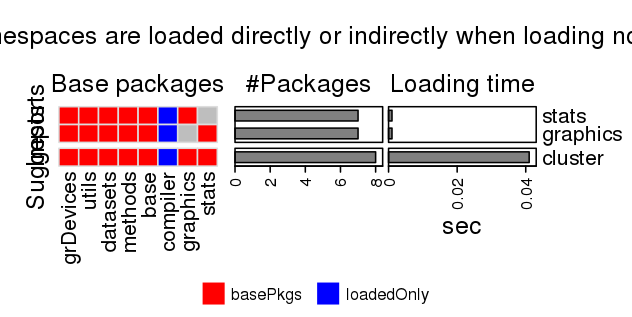 nespaces are loaded directly or indirectly when loading no
Base packages
#Packages
Loading time
Imports
Suggests
stats
graphics
cluster
grDevices
utils
datasets
methods
base
compiler
graphics
stats
0 2 4 6 8
0 0.02 0.04
sec
basePkgs
loadedOnly